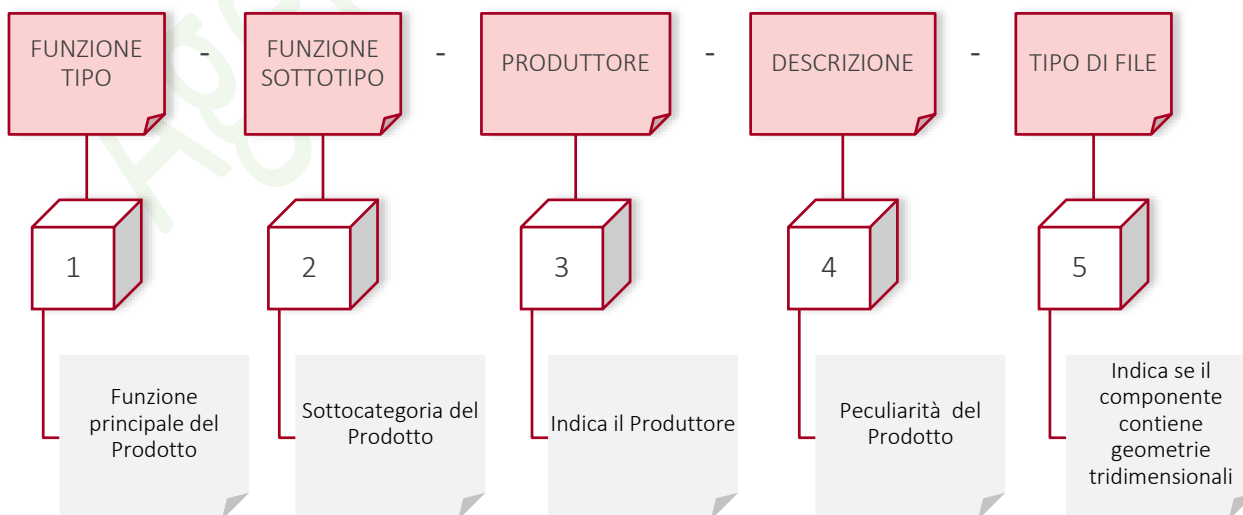 FUNZIONE
TIPO
-
FUNZIONE
SOTTOTIPO
-
PRODUTTORE
-
DESCRIZIONE
-
TIPO DI FILE
1
2
3
4
5
Funzione
principale del
Prodotto
Sottocategoria del
Prodotto
Indica il Produttore
Peculiarità del
Prodotto
Indica se il
componente
contiene
geometrie
tridimensionali